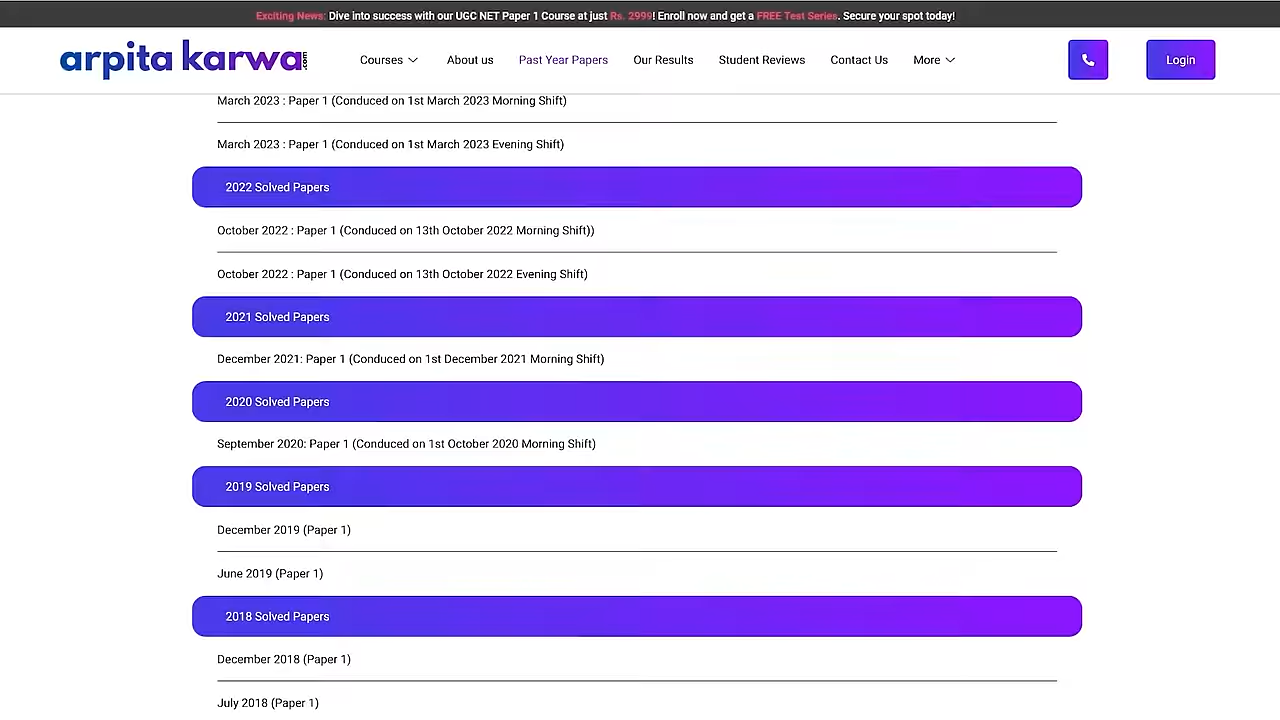 Exciting News: Dive into success with our UGC NET Paper 1 Course at just Rs. 2999! Enroll now and get a FREE Test Series. Secure your spot today!
arpita karwa.com
Courses About us Past Year Papers Our Results Student Reviews Contact Us More Login
March 2023 : Paper 1 (Conduced on 1st March 2023 Morning Shift)
March 2023 : Paper 1 (Conduced on 1st March 2023 Evening Shift)
2022 Solved Papers
October 2022 : Paper 1 (Conduced on 13th October 2022 Morning Shift))
October 2022 : Paper 1 (Conduced on 13th October 2022 Evening Shift)
2021 Solved Papers
December 2021: Paper 1 (Conduced on 1st December 2021 Morning Shift)
2020 Solved Papers
September 2020: Paper 1 (Conduced on 1st October 2020 Morning Shift)
2019 Solved Papers
December 2019 (Paper 1)
June 2019 (Paper 1)
2018 Solved Papers
December 2018 (Paper 1)
July 2018 (Paper 1)